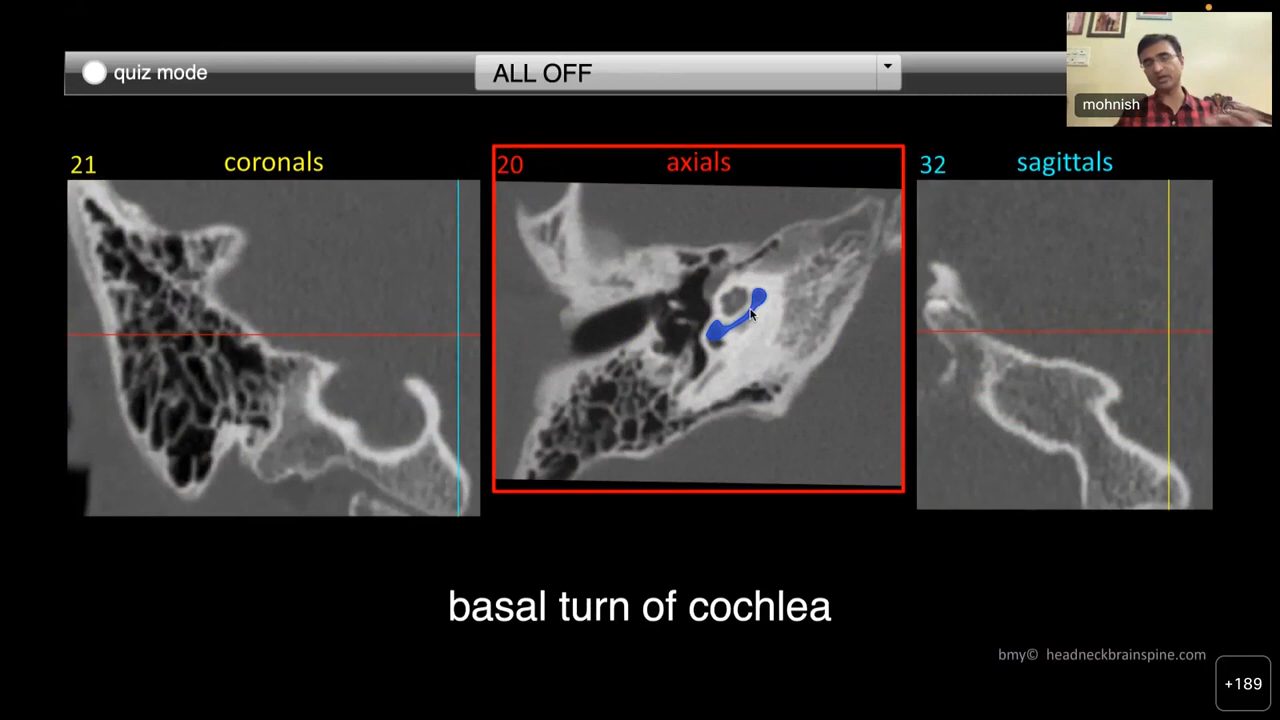 quiz mode
ALL OFF
mohnish
21
coronals
20
axials
32
sagittals
basal turn of cochlea
bmy© headneckbrainspine.com
+189